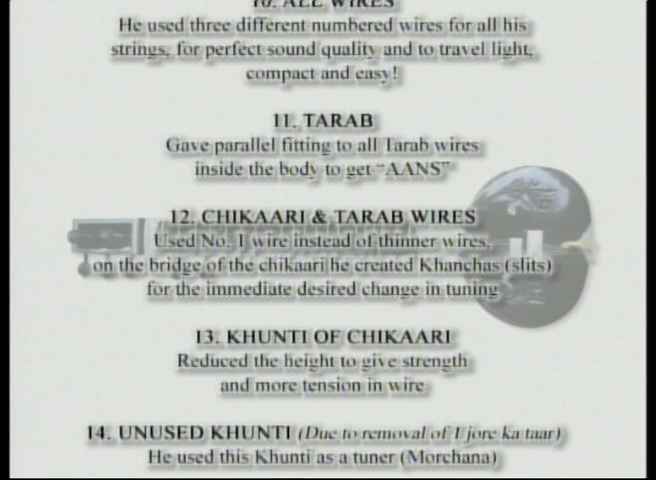 10. ALL WIRES
He used three different numbered wires for all his
strings, for perfect sound quality and to travel light,
compact and easy!
11. TARAB
Gave parallel fitting to all Tarab wires
inside the body to get "AANS"
12. CHIKAARI & TARAB WIRES
Used No. 1 wire instead of thinner wires,
on the bridge of the chikaari he created Khanchas (slits)
for the immediate desired change in tuning
13. KHUNTI OF CHIKAARI
Reduced the height to give strength
and more tension in wire
14. UNUSED KHUNTI (Due to removal of 1 jore ka taar)
He used this Khunti as a tuner (Morchana)